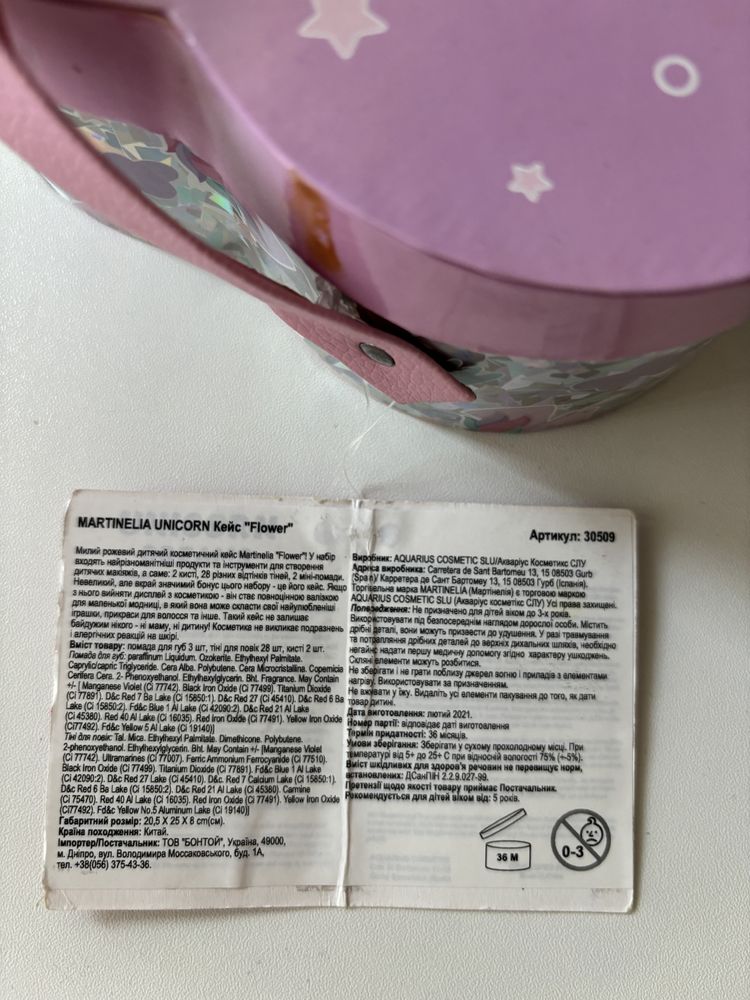 MARTINELIA UNICORN Кейс "Flower"
Артикул: 30509
Милий рожевий дитячий косметичний кейс Martinelia "Flower"! У набір
входять найрізноманітніші продукти та інструменти для створення
дитячих макіяжів, а саме: 2 кисті, 28 різних відтінків тіней, 2 міні-помади.
Невеликий, але вкрай значимий бонус цього набору - це його кейс. Якщо
з нього вийняти дисплей з косметикою - він стає повноцінною валізкою
для маленької модниці, в який вона може скласти свої найулюбленіші
іграшки, прикраси для волосся та інше. Такий кейс не залишає
байдужим нікого - ні маму, ні дитину! Косметика не викликає подразнень
і алергічних реакцій на шкірі.
Вміст товару: помада для губ 3 шт, тіні для повік 28 шт, кисті 2 шт.
Помада для губ: paraffinum Liquidum. Ozokerite. Ethylhexyl Palmitate.
Caprylic/capric Triglyceride. Cera Alba. Polybutene. Cera Microcristallina. Copernicia
Cerifera Cera. 2- Phenoxyethanol. Ethylhexylglycerin. Bht. Fragrance. May Contain
+/- [ Manganese Violet (Ci 77742). Black Iron Oxide (Ci 77499). Titanium Dioxide
(Ci 77891). D&c Red 7 Ba Lake (Ci 15850:1). D&c Red 27 (Ci 45410). D&c Red 6 Ba
Lake (Ci 15850:2). Fd&c Blue 1 Al Lake (Ci 42090:2). D&c Red 21 Al Lake
(Ci 45380). Red 40 Al Lake (Ci 16035). Red Iron Oxide (Ci 77491). Yellow Iron Oxide
(Ci77492). Fd&c Yellow 5 Al Lake (Ci 19140)]
Тіні для повік: Tal. Mica. Ethylhexyl Palmitate. Dimethicone. Polybutene.
2-phenoxyethanol. Ethylhexylglycerin. Bht. May Contain +/- [Manganese Violet
(Ci 77742). Ultramarines (Ci 77007). Ferric Ammonium Ferrocyanide (Ci 77510).
Black Iron Oxide (Ci 77499). Titanium Dioxide (Ci 77891). Fd&c Blue 1 Al Lake
(Ci 42090:2). D&c Red 27 Lake (Ci 45410). D&c Red 7 Calcium Lake (Ci 15850:1).
D&c Red 6 Ba Lake (Ci 15850:2). D&c Red 21 Al Lake (Ci 45380). Carmine
(Ci 75470). Red 40 Al Lake (Ci 16035). Red Iron Oxide (Ci 77491). Yellow Iron Oxide
(Ci77492). Fd&c Yellow No.5 Aluminum Lake (Ci 19140)]
Габаритний розмір: 20,5 Х 25 Х 8 cm(см).
Країна походження: Китай.
Імпортер/Постачальник: ТОВ "БОНТОЙ", Україна, 49000,
м. Дніпро, вул. Володимира Моссаковського, буд. 1А,
тел. +38(056) 375-43-36.
Виробник: AQUARIUS COSMETIC SLU/Акваріус Косметикс СЛУ
Адреса виробника: Carretera de Sant Bartomeu 13, 15 08503 Gurb
(Span)/ Карретера де Сант Бартомеу 13, 15 08503 Гурб (Іспанія).
Торгівельна марка MARTINELIA (Мартінелія) є торговою маркою
AQUARIUS COSMETIC SLU (Акваріус косметікс СЛУ) Усі права захищені.
Попередження: Не призначено для дітей віком до 3-х років.
Використовувати під безпосереднім наглядом дорослої особи. Містить
дрібні деталі, вони можуть призвести до удушення. У разі травмування
та потрапляння дрібних деталей до верхніх дихальних шляхів, необхідно
негайно надати першу медичну допомогу згідно характеру ушкоджень.
Скляні елементи можуть розбитися.
Не зберігати і не грати поблизу джерел вогню і приладів з елементами
нагріву. Використовувати за призначенням.
Не вживати у їжу. Видаліть усі елементи пакування до того, як дати
товар дитині.
Дата виготовлення: лютий 2021.
Номер партії: відповідає даті виготовлення
Термін придатності: 36 місяців.
Умови зберігання: Зберігати у сухому прохолодному місці. При
температурі від 5+ до 25+ С при відносній вологості 75% (+-5%).
Вміст шкідливих для здоров'я речовин не перевищує норм,
встановлених: ДСанПІН 2.2.9.027-99.
Претензії щодо якості товару приймає Постачальник.
Рекомендується для дітей віком від: 5 років.
36 M
0-3